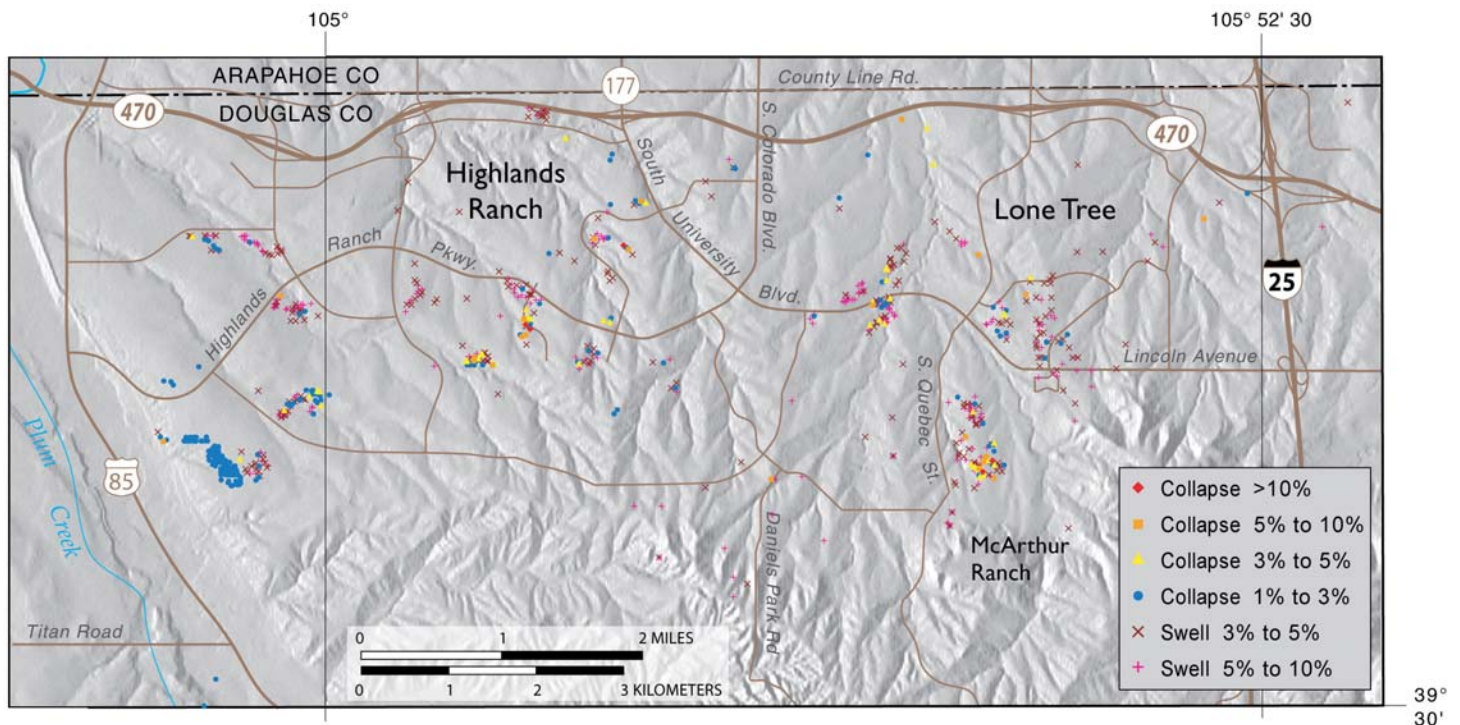 105°
105° 52' 30
ARAPAHOE CO
DOUGLAS CO
470
177
County Line Rd.
470
S. Colorado Blvd.
South
University
Blvd.
Highlands
Ranch
Lone Tree
Highlands
Ranch
Pkwy.
25
Lincoln Avenue
S. Quebec St.
Plum
Creek
85
Daniels Park Rd
McArthur
Ranch
Titan Road
Collapse >10%
Collapse 5% to 10%
Collapse 3% to 5%
Collapse 1% to 3%
Swell 3% to 5%
Swell 5% to 10%
0 1 2 MILES
0 1 2 3 KILOMETERS
39°
30'